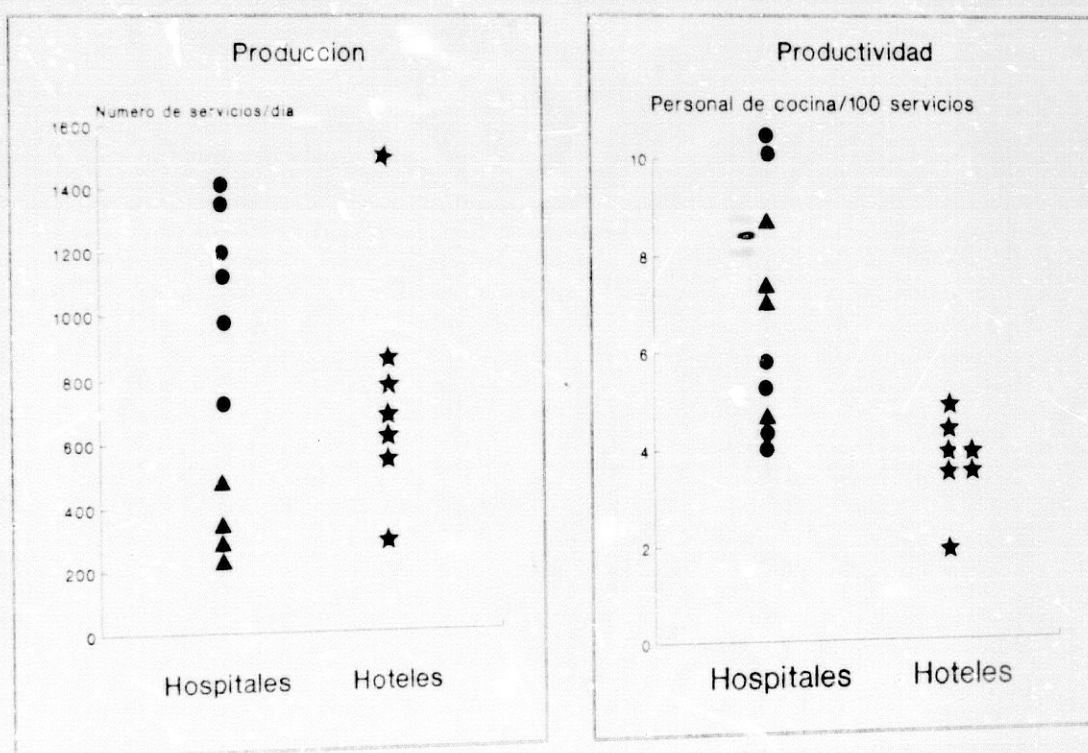 Produccion
Numero de servicios/dia
1600
1400
1200
1000
800
600
400
200
0
Hospitales Hoteles
Productividad
Personal de cocina/100 servicios
10
8
6
4
2
0
Hospitales Hoteles